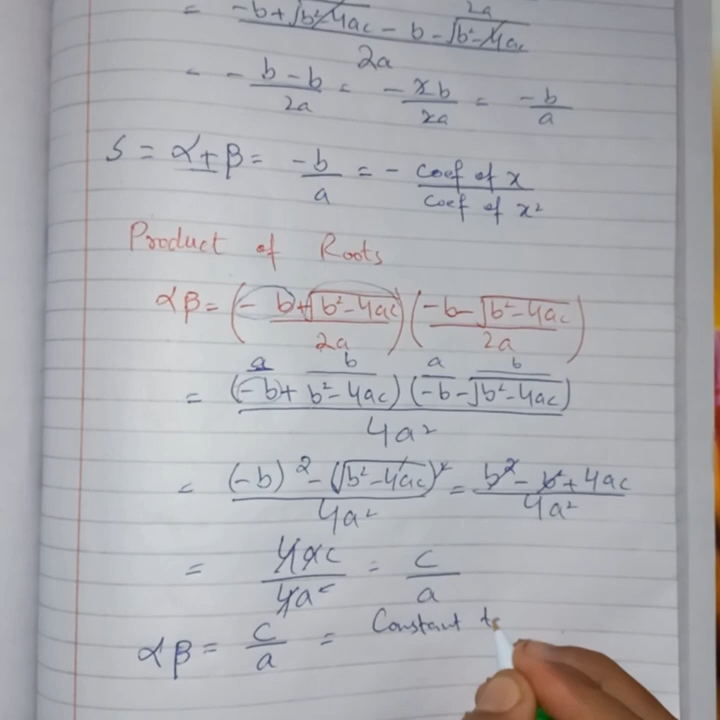 2a
= -b+√b²-4ac - b - √b²-4ac / 2a
= - b-b / 2a = - 2b / 2a = -b / a
S = α+β = -b / a = - coef of x / coef of x²
Product of Roots
αβ = (-b+√b²-4ac / 2a) (-b-√b²-4ac / 2a)
a b a b
= (-b+ b²-4ac) (-b-√b²-4ac) / 4a²
= (-b)² - (√b²-4ac)² / 4a² = b² - b² + 4ac / 4a²
= 4ac / 4a² = c / a
αβ = c / a = Constant